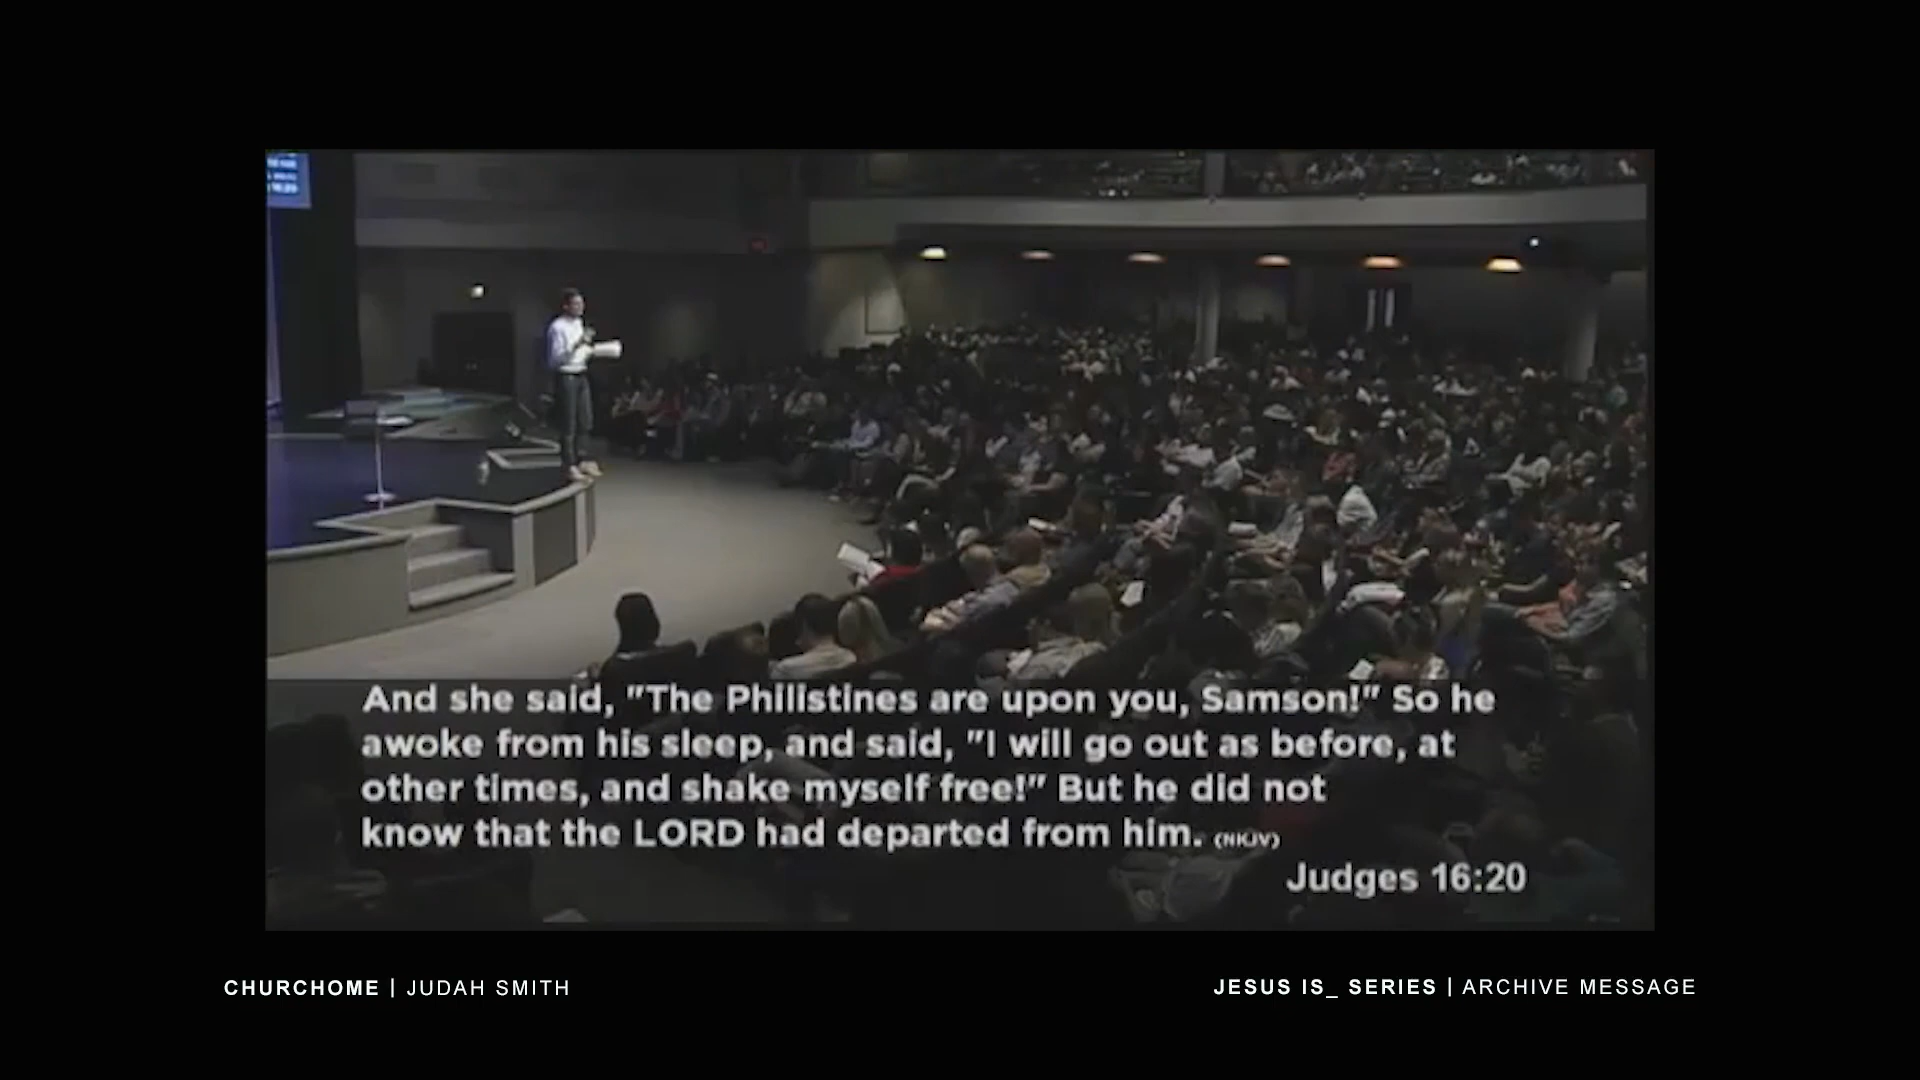 And she said, "The Philistines are upon you, Samson!" So he
awoke from his sleep, and said, "I will go out as before, at
other times, and shake myself free!" But he did not
know that the LORD had departed from him. (NKJV)
Judges 16:20
CHURCHOME | JUDAH SMITH
JESUS IS_ SERIES | ARCHIVE MESSAGE